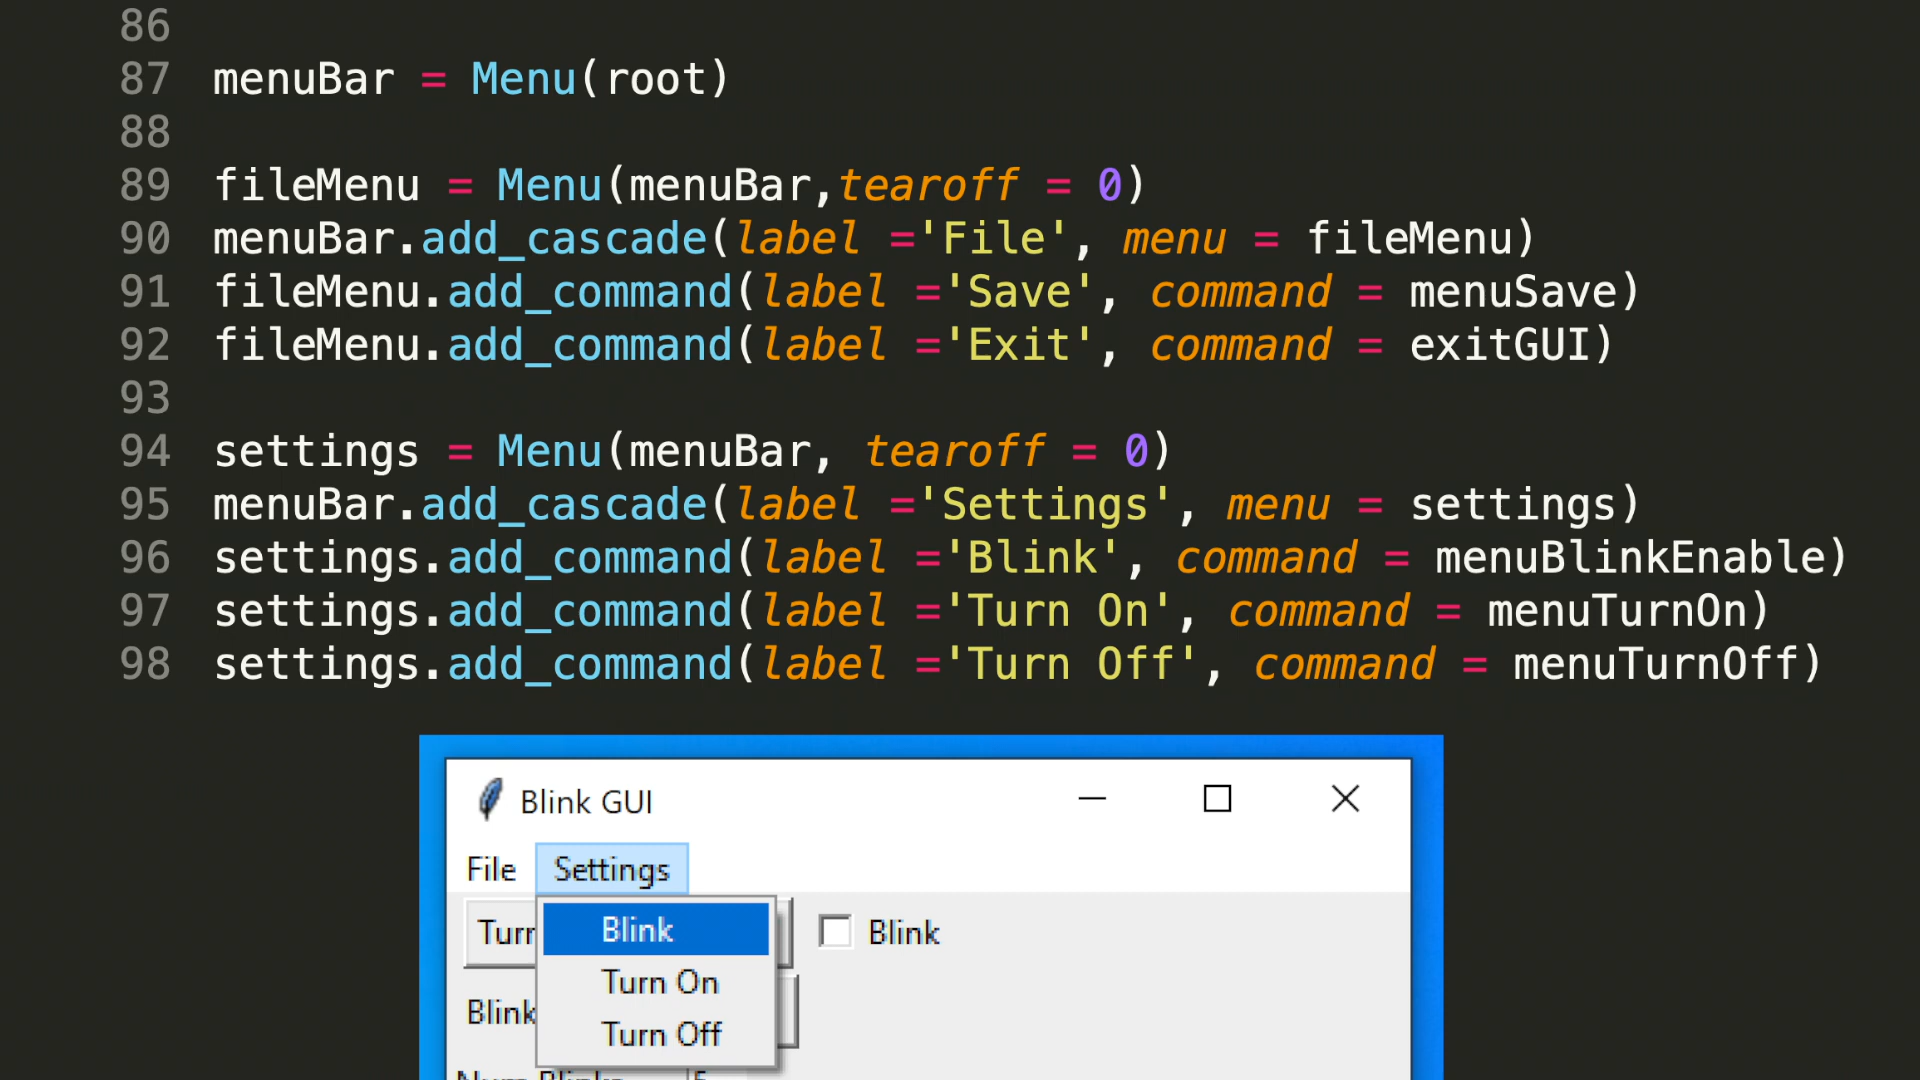 86
87 menuBar = Menu(root)
88
89 fileMenu = Menu(menuBar,tearoff = 0)
90 menuBar.add_cascade(label ='File', menu = fileMenu)
91 fileMenu.add_command(label ='Save', command = menuSave)
92 fileMenu.add_command(label ='Exit', command = exitGUI)
93
94 settings = Menu(menuBar, tearoff = 0)
95 menuBar.add_cascade(label ='Settings', menu = settings)
96 settings.add_command(label ='Blink', command = menuBlinkEnable)
97 settings.add_command(label ='Turn On', command = menuTurnOn)
98 settings.add_command(label ='Turn Off', command = menuTurnOff)
Blink GUI
File Settings
Turn Blink Blink
Turn On
Blink Turn Off